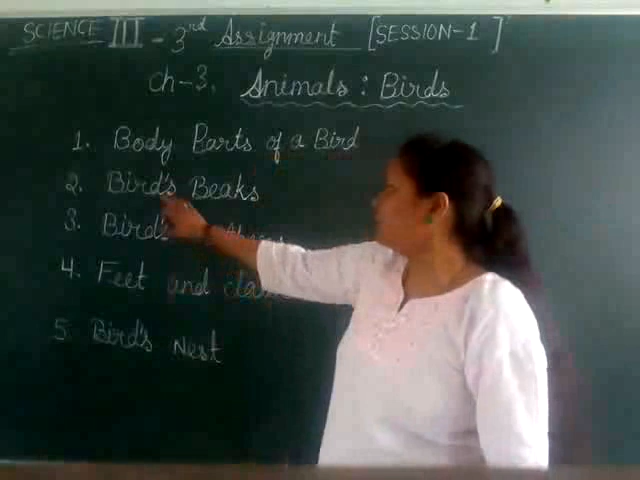 SCIENCE III - 3rd Assignment [SESSION-1]
Ch-3. Animals : Birds
1. Body Parts of a Bird
2. Bird's Beaks
3. Bird's
4. Feet and
5. Bird's Nest